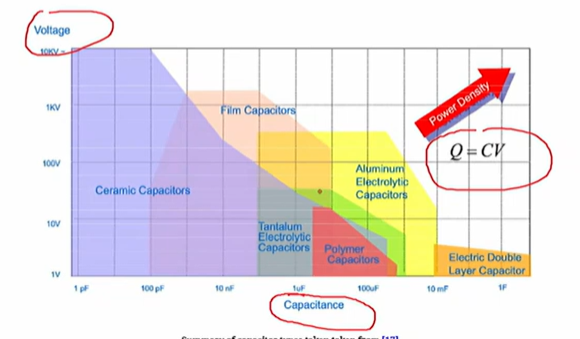 Voltage
10KV
1KV
100V
10V
1V
Film Capacitors
Ceramic Capacitors
Power Density
Q = CV
Aluminum
Electrolytic
Capacitors
Tantalum
Electrolytic
Capacitors
Polymer
Capacitors
Electric Double
Layer Capacitor
1 pF 100 pF 10 nF 1uF 100uF 10 mF 1F
Capacitance